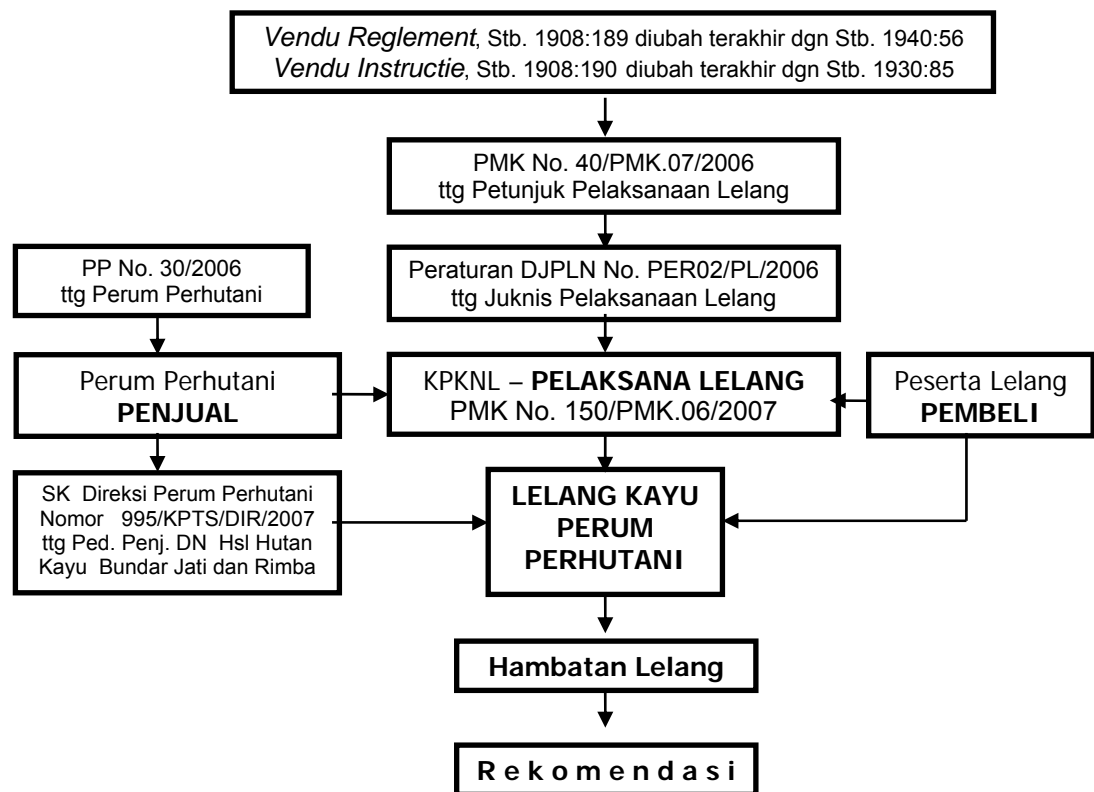 Vendu Reglement, Stb. 1908:189 diubah terakhir dgn Stb. 1940:56
Vendu Instructie, Stb. 1908:190 diubah terakhir dgn Stb. 1930:85
PMK No. 40/PMK.07/2006
ttg Petunjuk Pelaksanaan Lelang
PP No. 30/2006
ttg Perum Perhutani
Peraturan DJPLN No. PER02/PL/2006
ttg Juknis Pelaksanaan Lelang
Perum Perhutani
PENJUAL
KPKNL – PELAKSANA LELANG
PMK No. 150/PMK.06/2007
Peserta Lelang
PEMBELI
SK Direksi Perum Perhutani
Nomor 995/KPTS/DIR/2007
ttg Ped. Penj. DN Hsl Hutan
Kayu Bundar Jati dan Rimba
LELANG KAYU
PERUM
PERHUTANI
Hambatan Lelang
Rekomendasi